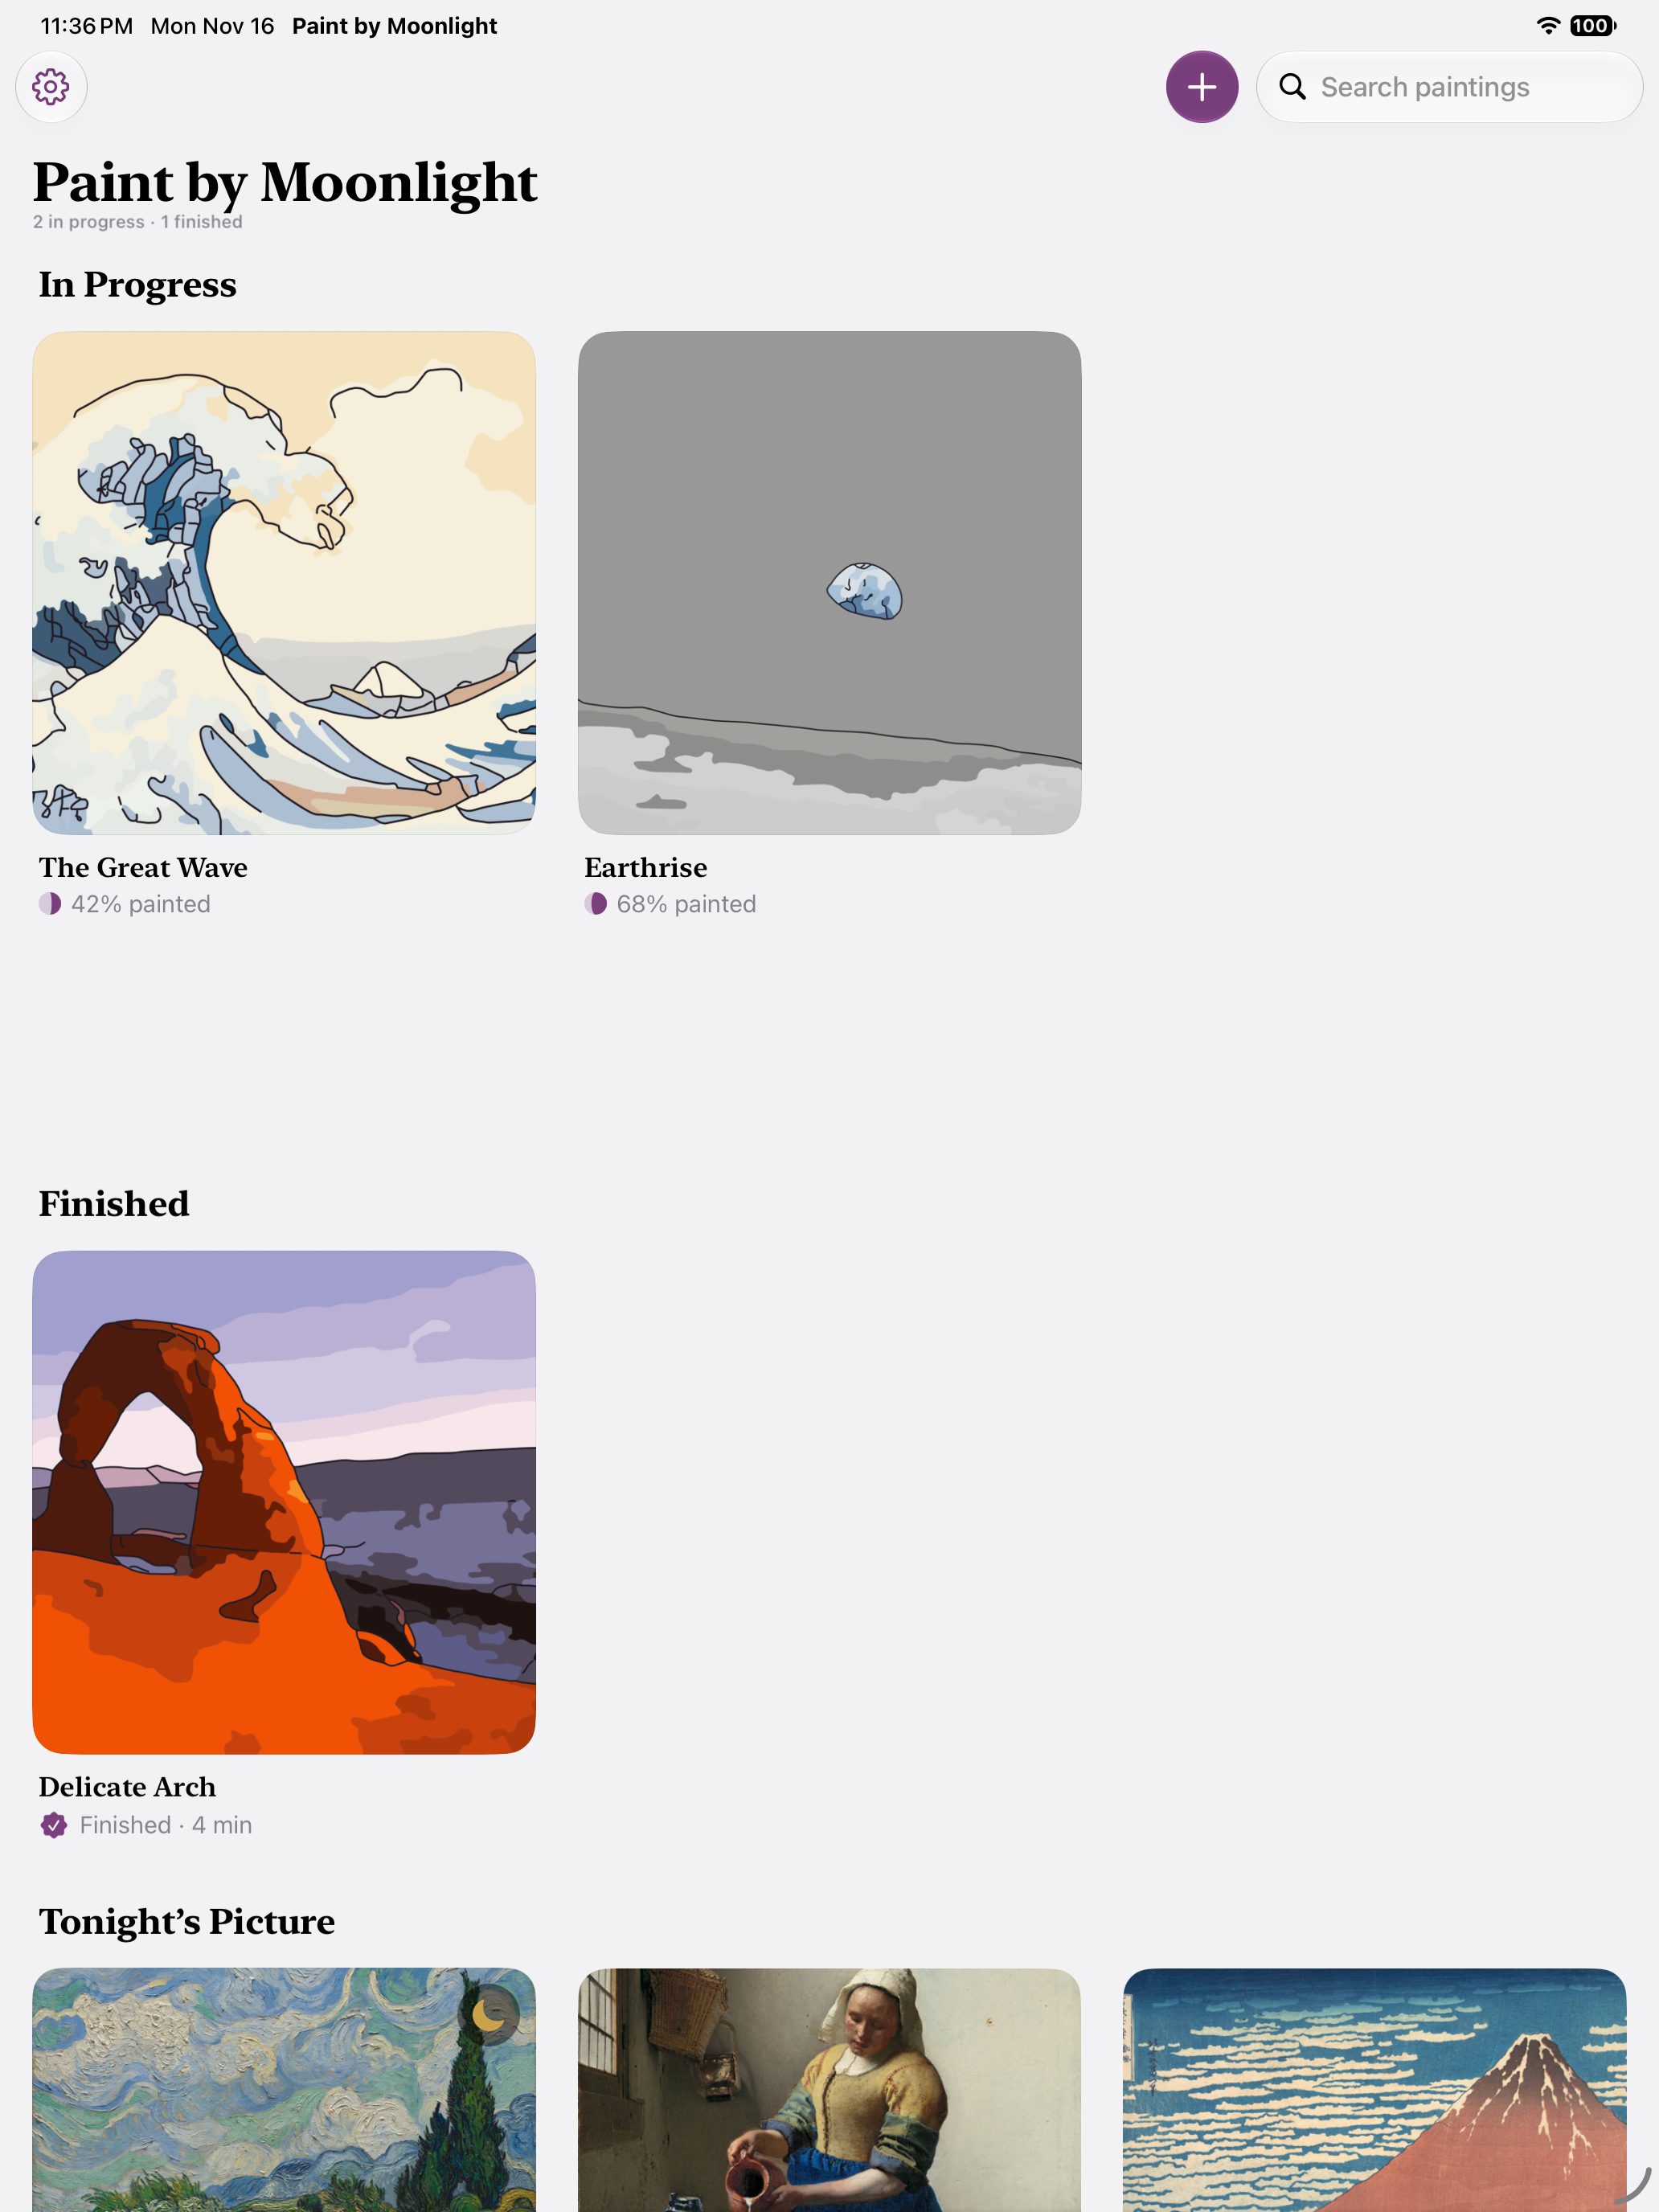 11:36 PM Mon Nov 16 Paint by Moonlight
100
Search paintings
Paint by Moonlight
2 in progress · 1 finished
In Progress
The Great Wave
42% painted
Earthrise
68% painted
Finished
Delicate Arch
Finished · 4 min
Tonight’s Picture